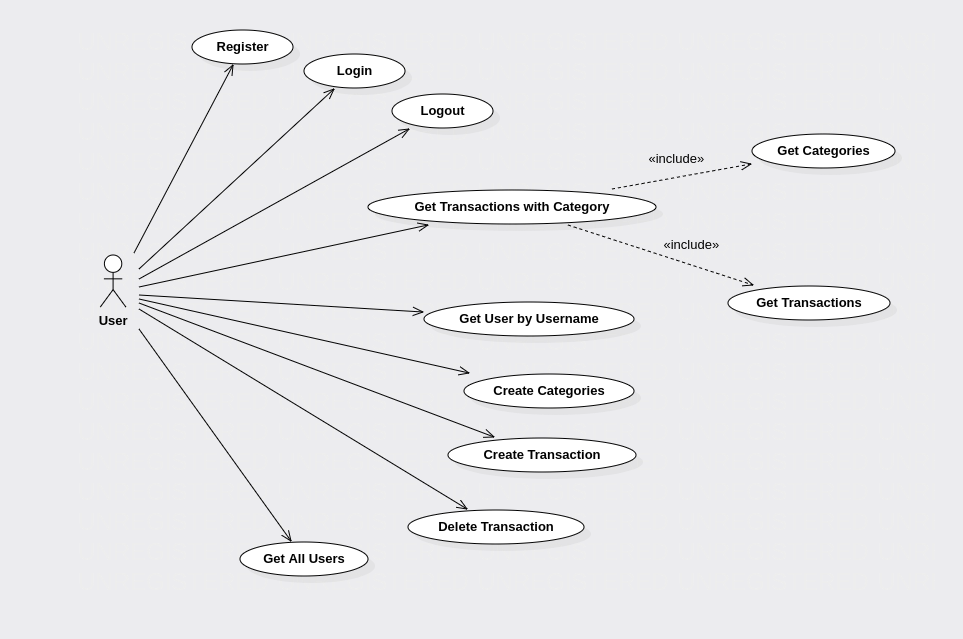 Register
Login
Logout
«include»
Get Categories
Get Transactions with Category
«include»
Get Transactions
User
Get User by Username
Create Categories
Create Transaction
Delete Transaction
Get All Users